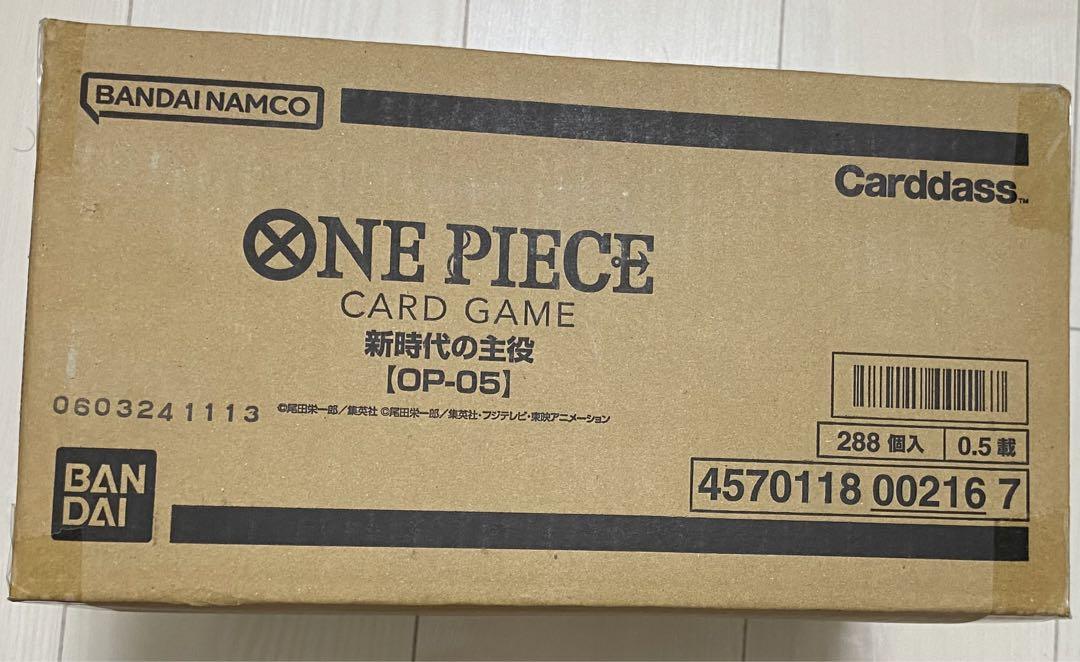 BANDAI NAMCO
Carddass™
ONE PIECE
CARD GAME
新時代の主役
【OP-05】
0603241113
©尾田栄一郎／集英社 ©尾田栄一郎／集英社・フジテレビ・東映アニメーション
288 個入
0.5 載
4570118 00216 7
BAN
DAI